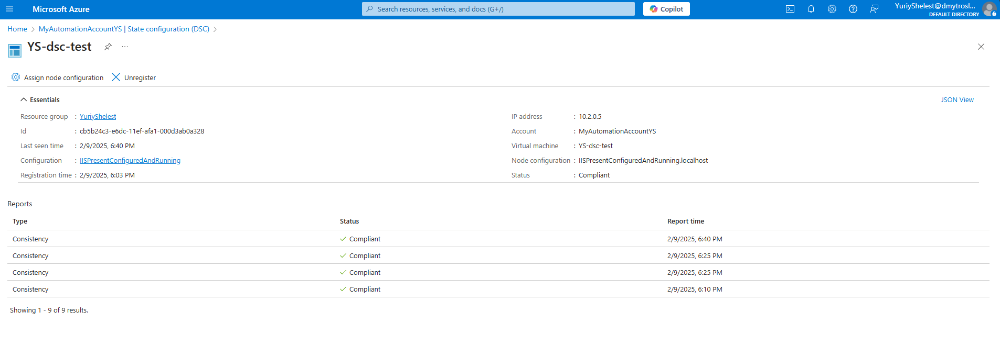 Microsoft Azure
Search resources, services, and docs (G+/)
Copilot
YuriyShelest@dmytrosl...
DEFAULT DIRECTORY
Home > MyAutomationAccountYS | State configuration (DSC) >
YS-dsc-test
Assign node configuration
Unregister
Essentials
JSON View
Resource group : YuriyShelest
Id : cb5b24c3-e6dc-11ef-afa1-000d3ab0a328
Last seen time : 2/9/2025, 6:40 PM
Configuration : IISPresentConfiguredAndRunning
Registration time : 2/9/2025, 6:03 PM
IP address : 10.2.0.5
Account : MyAutomationAccountYS
Virtual machine : YS-dsc-test
Node configuration : IISPresentConfiguredAndRunning.localhost
Status : Compliant
Reports
Type Status Report time
Consistency Compliant 2/9/2025, 6:40 PM
Consistency Compliant 2/9/2025, 6:25 PM
Consistency Compliant 2/9/2025, 6:25 PM
Consistency Compliant 2/9/2025, 6:10 PM
Showing 1 - 9 of 9 results.